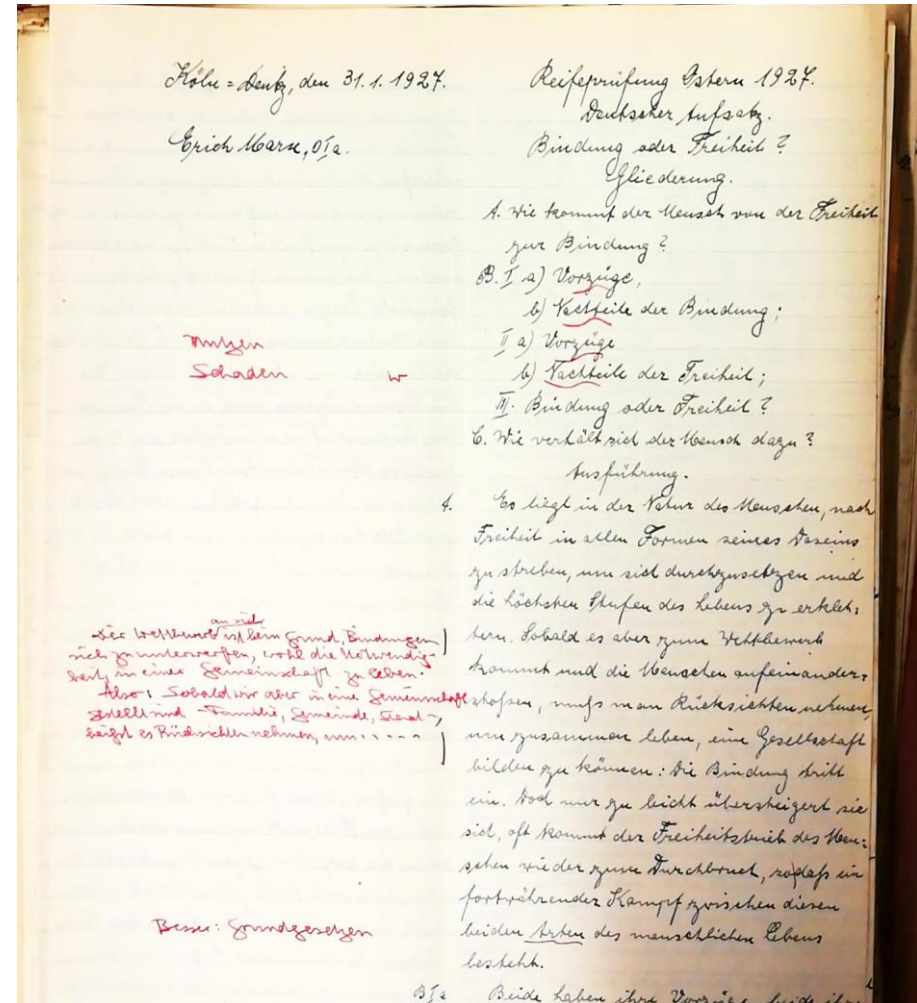 Köln-Deutz, den 31.1.1927.
Erich Marx, OIa.
Reifeprüfung Ostern 1927.
Deutscher Aufsatz.
Bindung oder Freiheit?
Gliederung.
A. Wie kommt der Mensch von der Freiheit
zur Bindung?
B. I a) Vorzüge,
b) Nachteile der Bindung;
II a) Vorzüge
b) Nachteile der Freiheit;
III. Bindung oder Freiheit?
C. Wie verhält sich der Mensch dazu?
Nutzen
Schaden
W
Ausführung.
A. Es liegt in der Natur des Menschen, nach
Freiheit in allen Formen seines Daseins
zu streben, um sich durchzusetzen und
die höchsten Stufen des Lebens zu erklet-
tern. Sobald es aber zum Wettbewerb
kommt und die Menschen aufeinander-
stoßen, muß man Rücksichten nehmen,
um zusammen leben, eine Gesellschaft
bilden zu können: Die Bindung tritt
ein. Doch nur zu leicht übersteigert sie
sich, oft kommt der Freiheitstrieb des Men-
schen wieder zum Durchbruch, sodaß ein
fortwährender Kampf zwischen diesen
beiden Arten des menschlichen Lebens
besteht.
an sich
Der Wettbewerb ist kein Grund, Bindungen
sich zu unterwerfen, wohl die Notwendig-
keit, in einer Gemeinschaft zu leben.
Also: Sobald wir aber in eine Gemeinschaft
gestellt sind - Familie, Gemeinde, Staat -,
heißt es Rücksichten nehmen, um . . . . .
Besser: Grundgesetzen
B I a Beide haben ihre Vorzüge, beide ihre